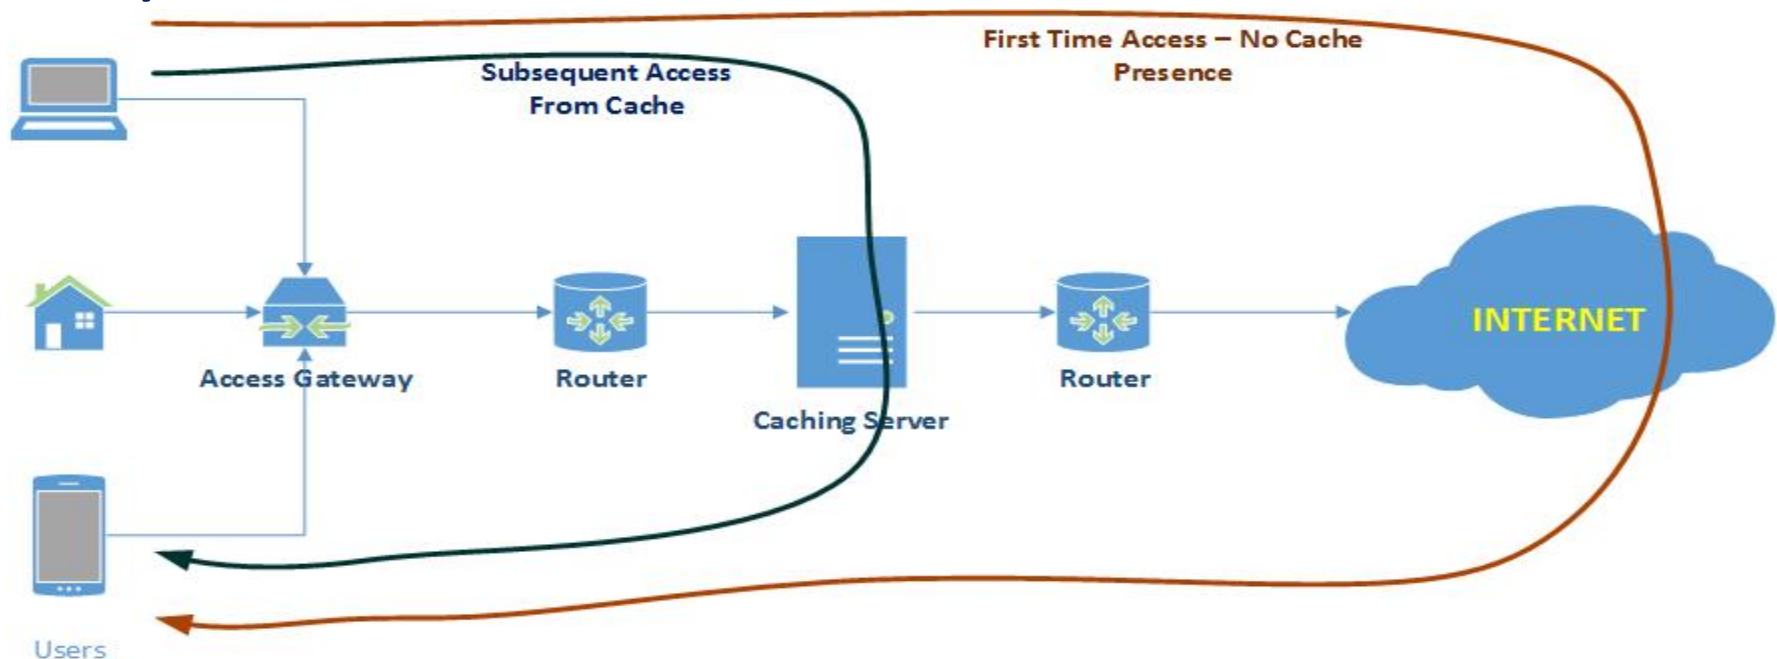 First Time Access – No Cache
Presence
Subsequent Access
From Cache
INTERNET
Access Gateway
Router
Router
Caching Server
Users